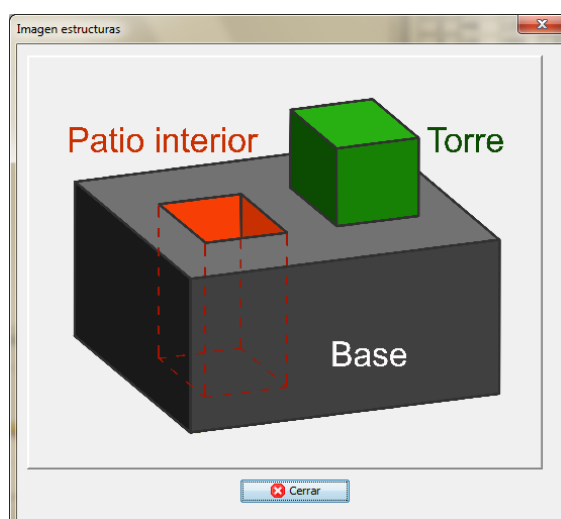 Imagen estructuras
Patio interior
Torre
Base
Cerrar